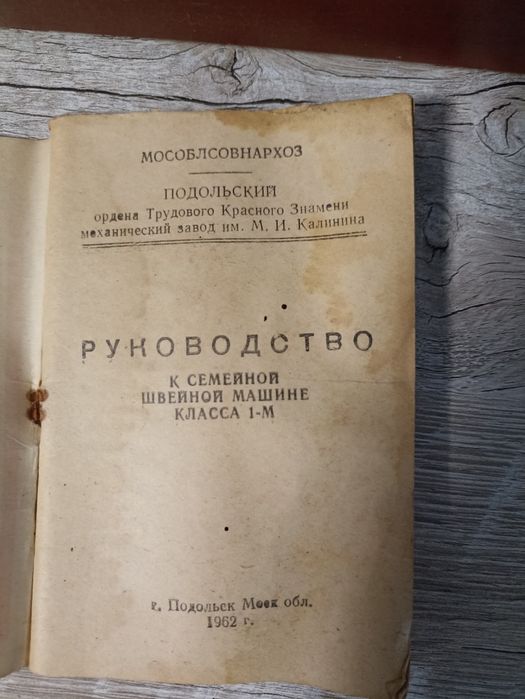 МОСОБЛСОВНАРХОЗ
ПОДОЛЬСКИЙ
ордена Трудового Красного Знамени
механический завод им. М. И. Калинина
РУКОВОДСТВО
К СЕМЕЙНОЙ
ШВЕЙНОЙ МАШИНЕ
КЛАССА 1-М
г. Подольск Моск обл.
1962 г.